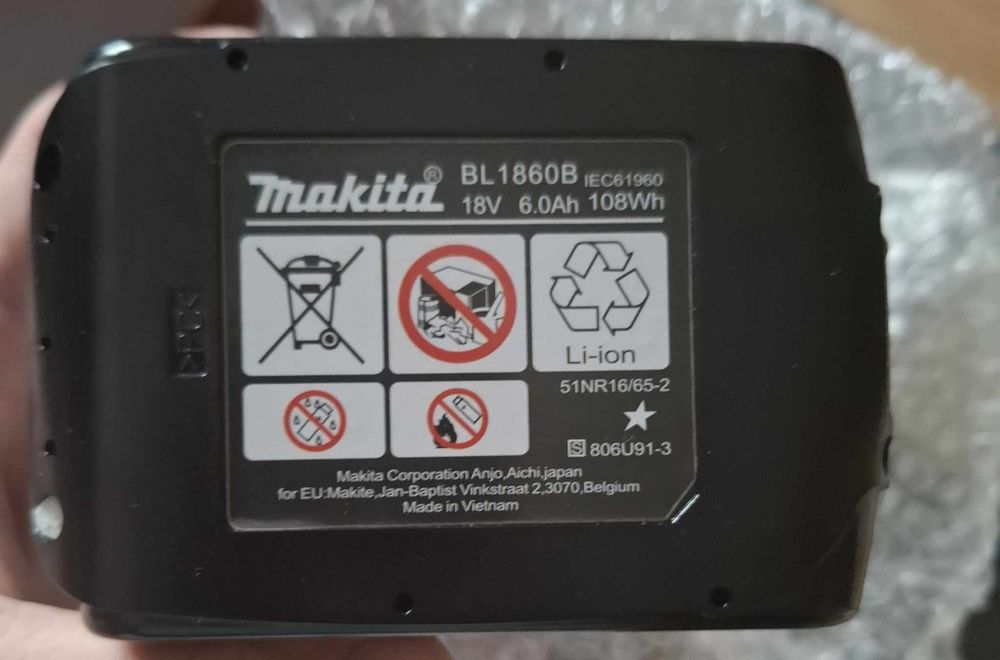 makita® BL1860B IEC61960
18V 6.0Ah 108Wh
Li-ion
51NR16/65-2
S 806U91-3
Makita Corporation Anjo,Aichi,japan
for EU:Makite,Jan-Baptist Vinkstraat 2,3070,Belgium
Made in Vietnam